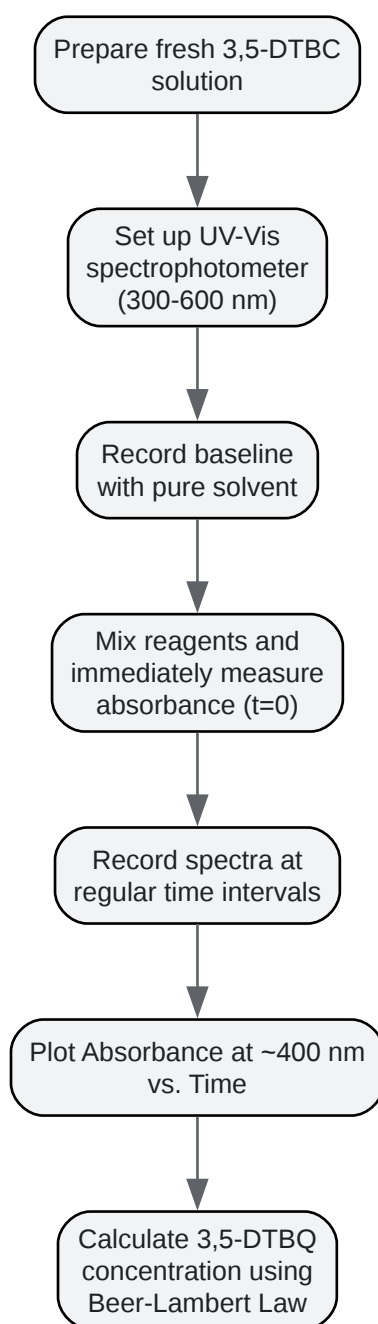 Prepare fresh 3,5-DTBC
solution
Set up UV-Vis
spectrophotometer
(300-600 nm)
Record baseline
with pure solvent
Mix reagents and
immediately measure
absorbance (t=0)
Record spectra at
regular time intervals
Plot Absorbance at ~400 nm
vs. Time
Calculate 3,5-DTBQ
concentration using
Beer-Lambert Law